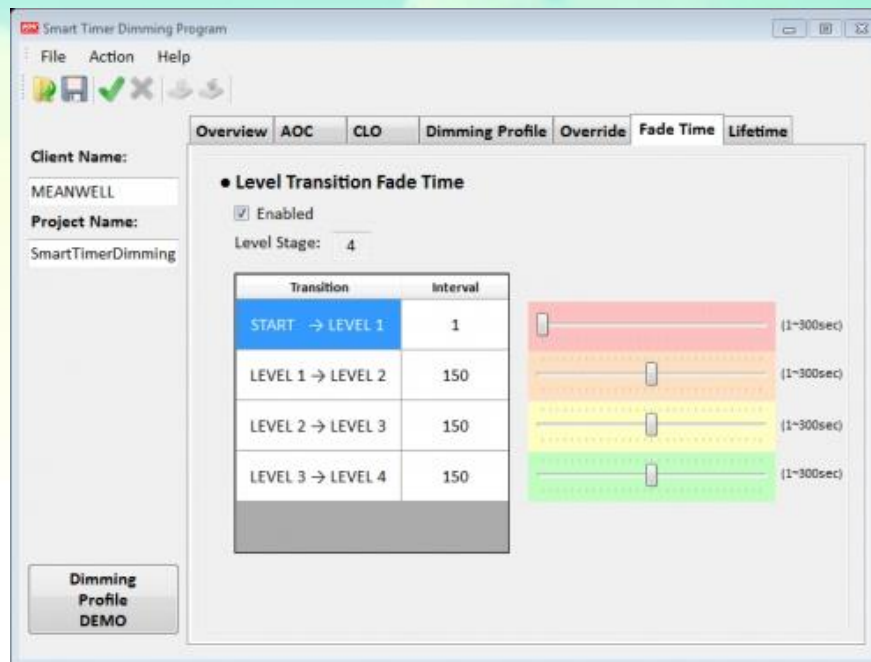 Smart Timer Dimming Program
File Action Help
Overview AOC CLO Dimming Profile Override Fade Time Lifetime
Client Name:
MEANWELL
Project Name:
SmartTimerDimming
● Level Transition Fade Time
Enabled
Level Stage: 4
Transition Interval
START → LEVEL 1 1 (1~300sec)
LEVEL 1 → LEVEL 2 150 (1~300sec)
LEVEL 2 → LEVEL 3 150 (1~300sec)
LEVEL 3 → LEVEL 4 150 (1~300sec)
Dimming
Profile
DEMO